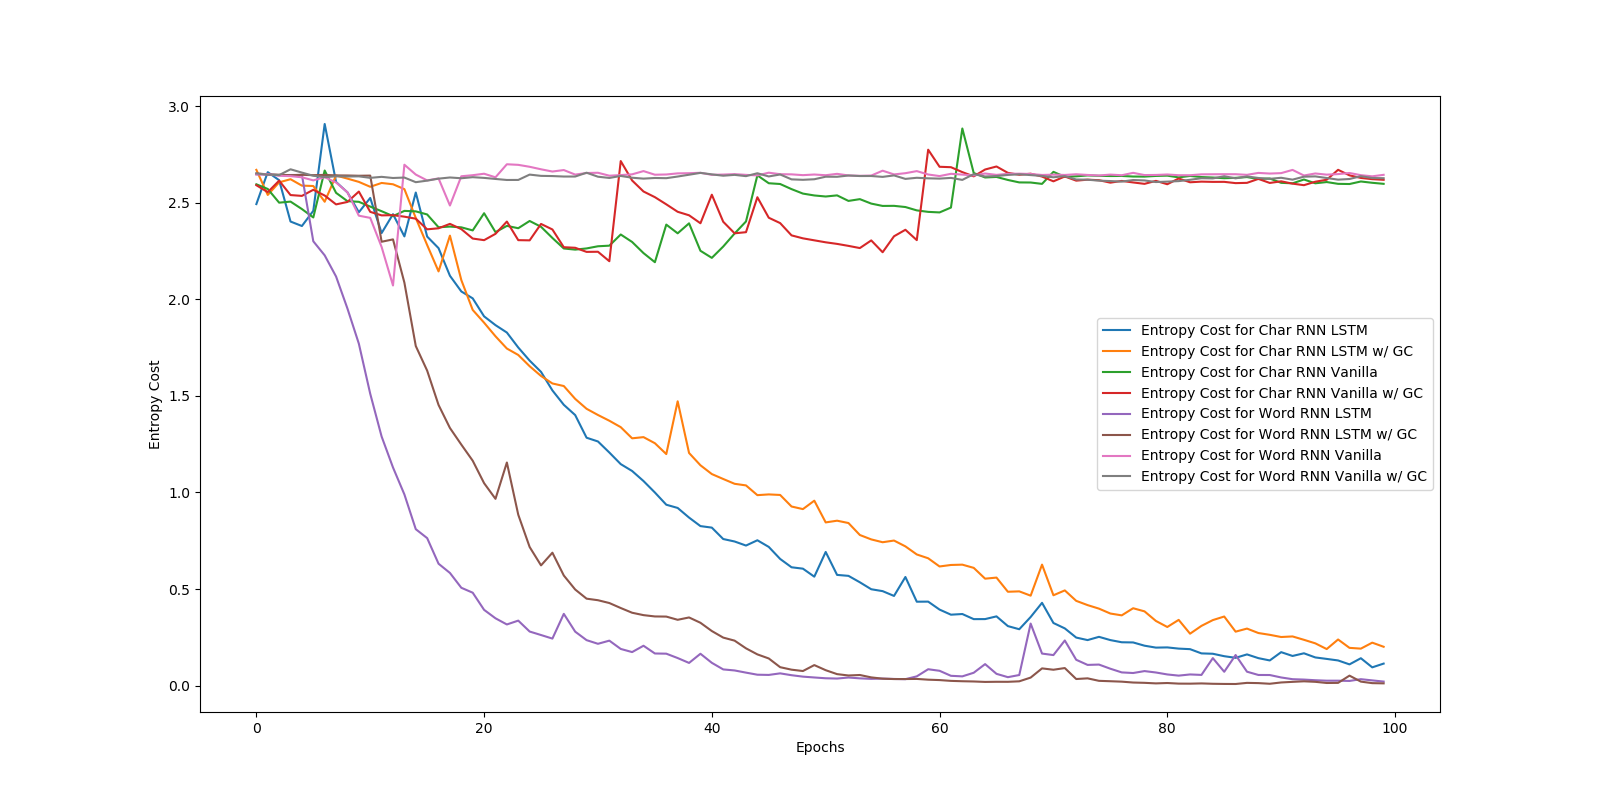 3.0
2.5
2.0
1.5
1.0
0.5
0.0
Entropy Cost
0 20 40 60 80 100
Epochs
Entropy Cost for Char RNN LSTM
Entropy Cost for Char RNN LSTM w/ GC
Entropy Cost for Char RNN Vanilla
Entropy Cost for Char RNN Vanilla w/ GC
Entropy Cost for Word RNN LSTM
Entropy Cost for Word RNN LSTM w/ GC
Entropy Cost for Word RNN Vanilla
Entropy Cost for Word RNN Vanilla w/ GC